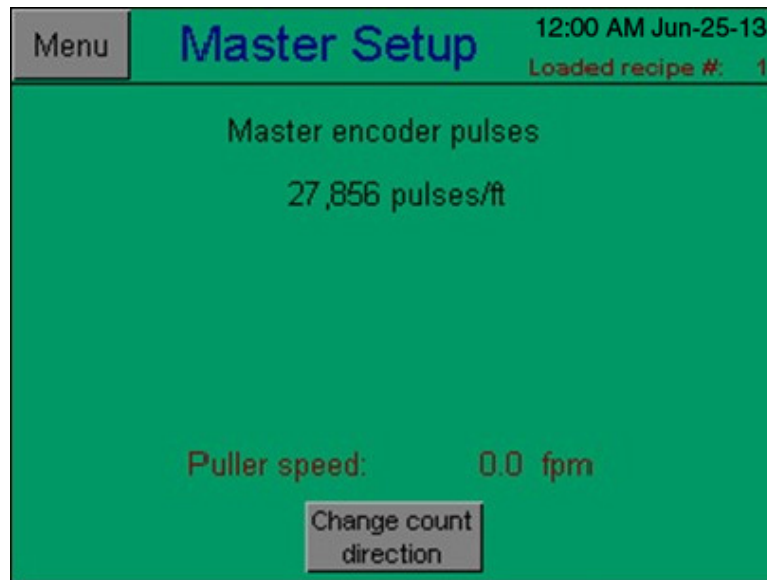 Menu
Master Setup
12:00 AM Jun-25-13
Loaded recipe #: 1
Master encoder pulses
27,856 pulses/ft
Puller speed: 0.0 fpm
Change count
direction